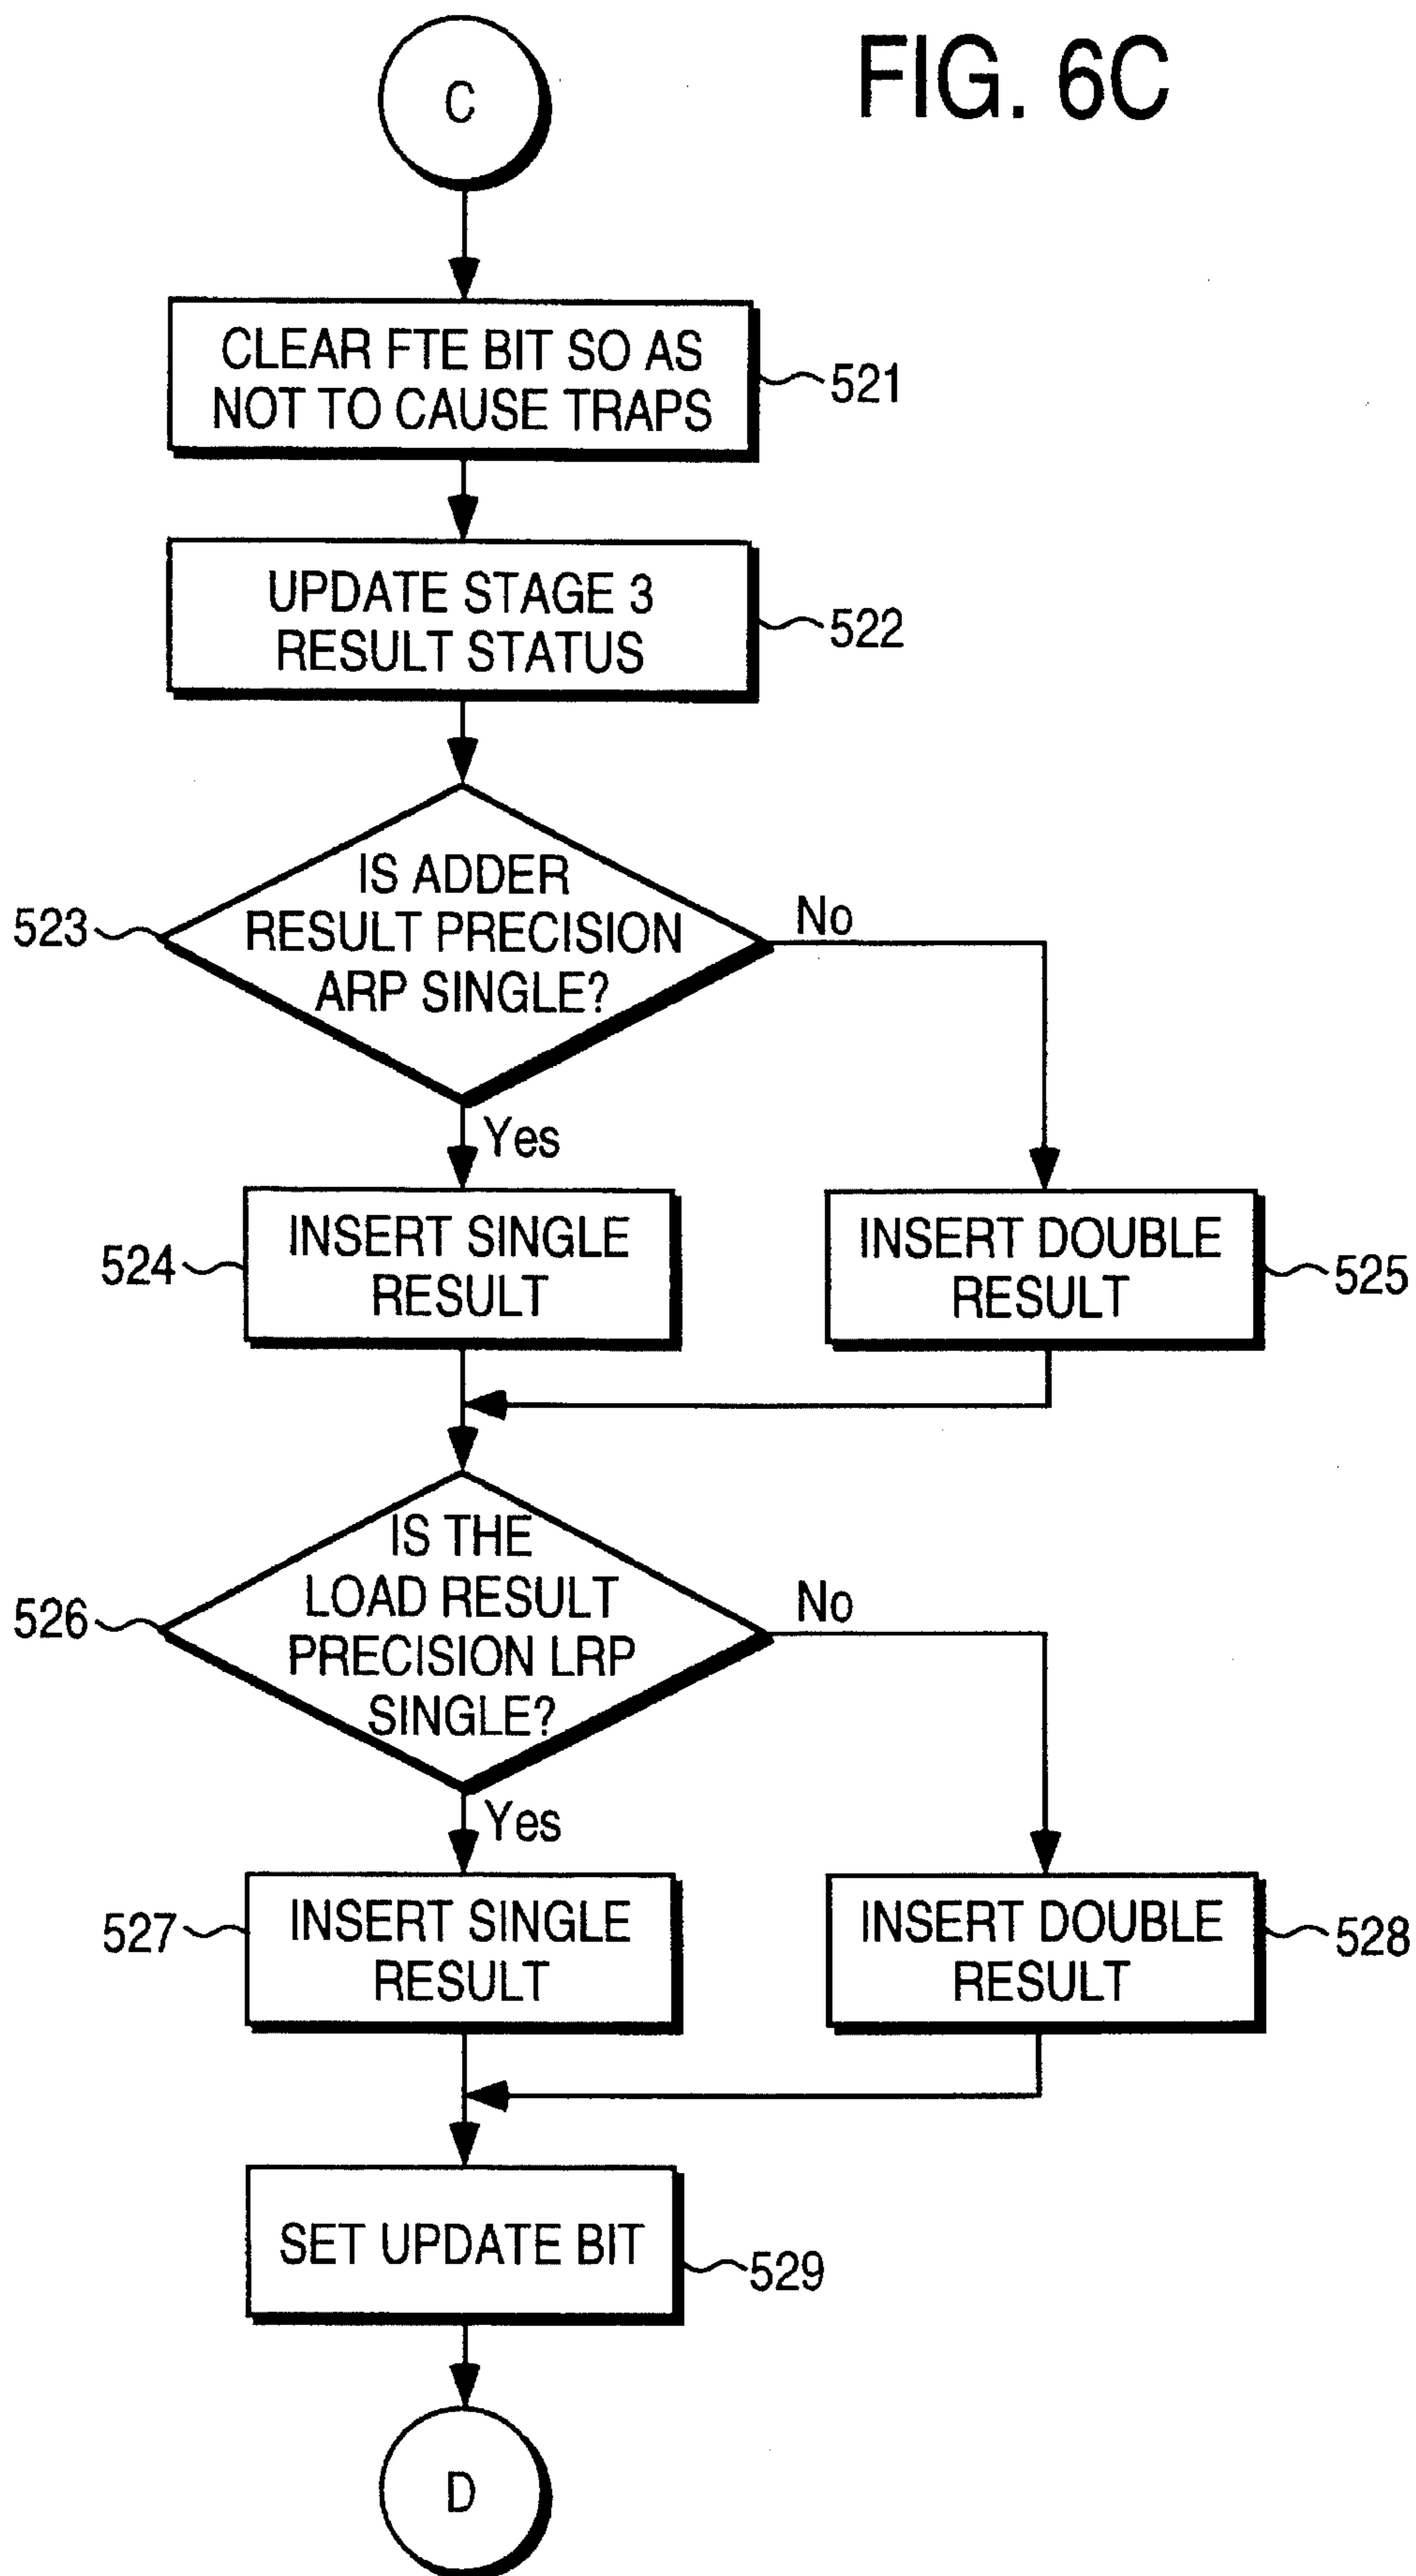 FIG. 6C
C
CLEAR FTE BIT SO AS
NOT TO CAUSE TRAPS
521
UPDATE STAGE 3
RESULT STATUS
522
523
IS ADDER
RESULT PRECISION
ARP SINGLE?
No
Yes
524
INSERT SINGLE
RESULT
INSERT DOUBLE
RESULT
525
526
IS THE
LOAD RESULT
PRECISION LRP
SINGLE?
No
Yes
527
INSERT SINGLE
RESULT
INSERT DOUBLE
RESULT
528
SET UPDATE BIT
529
D